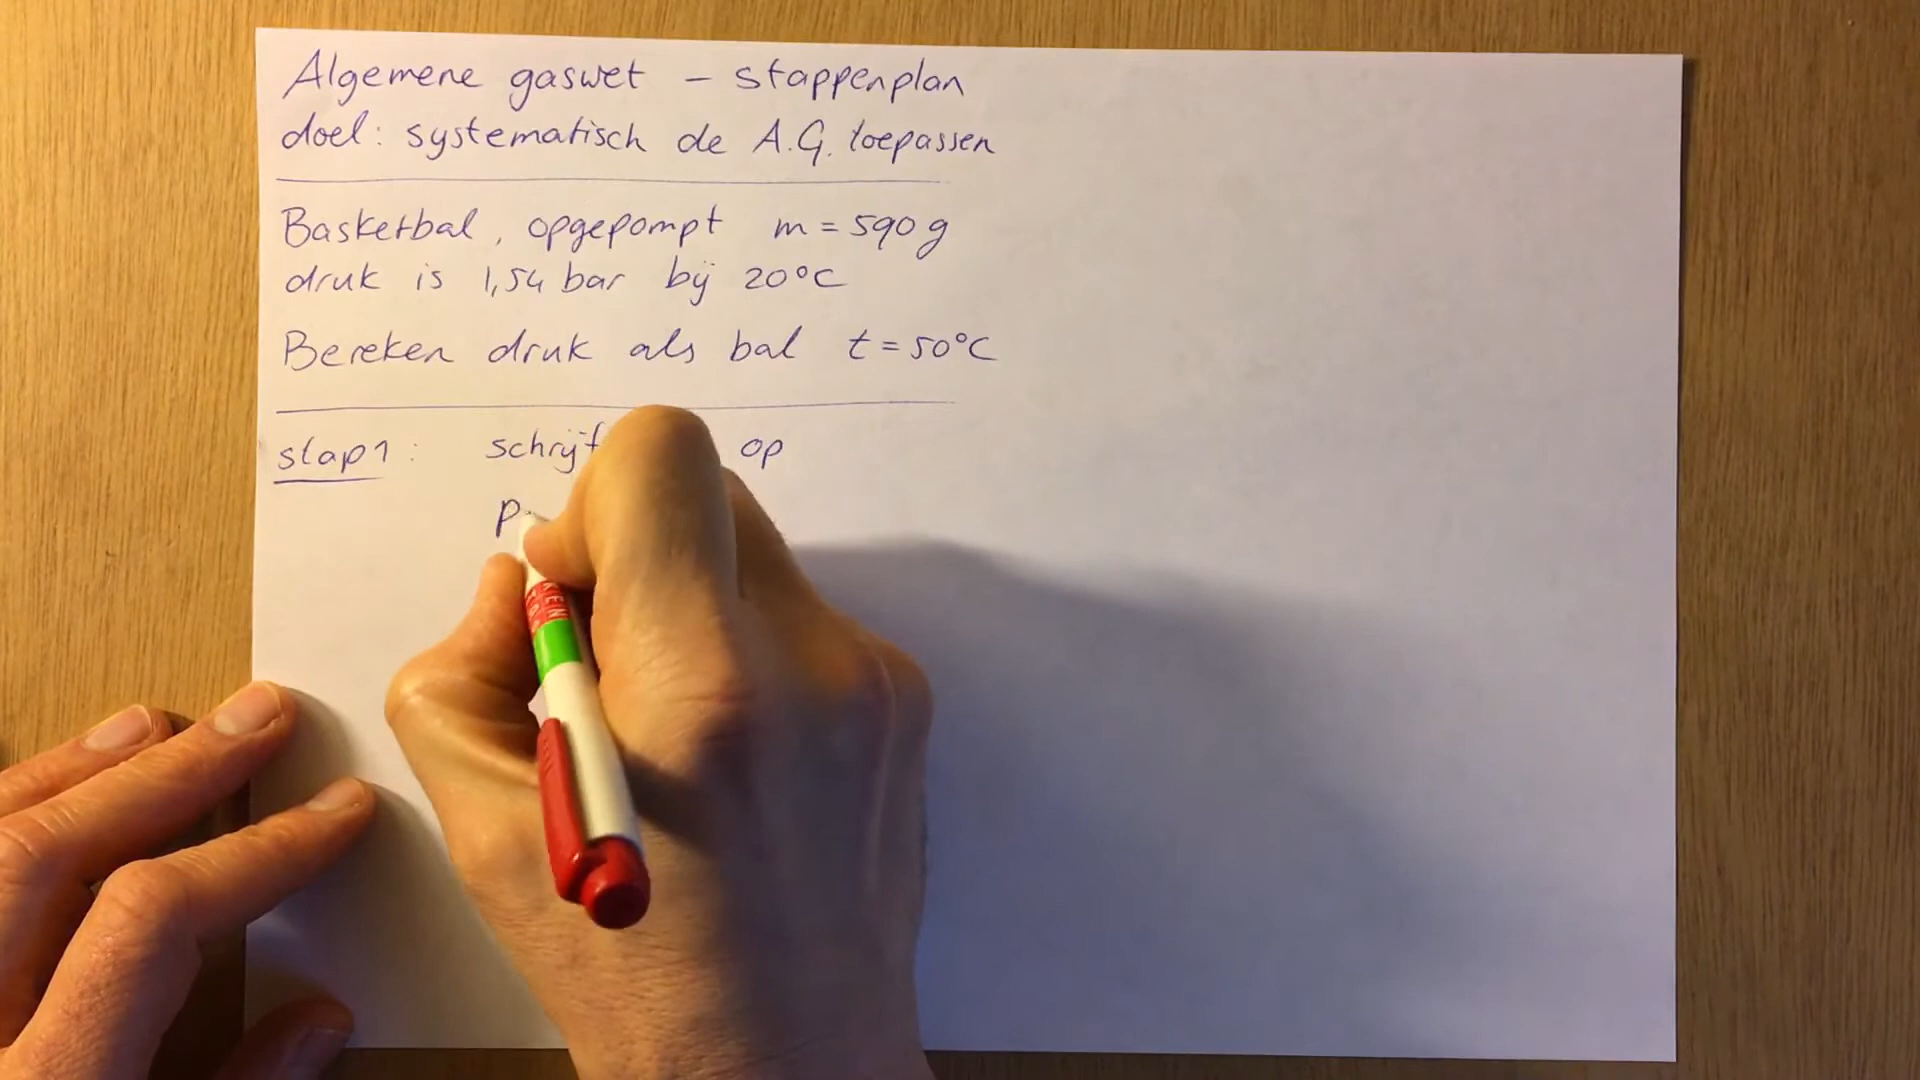 Algemene gaswet – stappenplan
doel: systematisch de A.G. toepassen
Basketbal, opgepompt m = 590 g
druk is 1,54 bar bij 20°C
Bereken druk als bal t = 50°C
stap 1: schrijf op
p